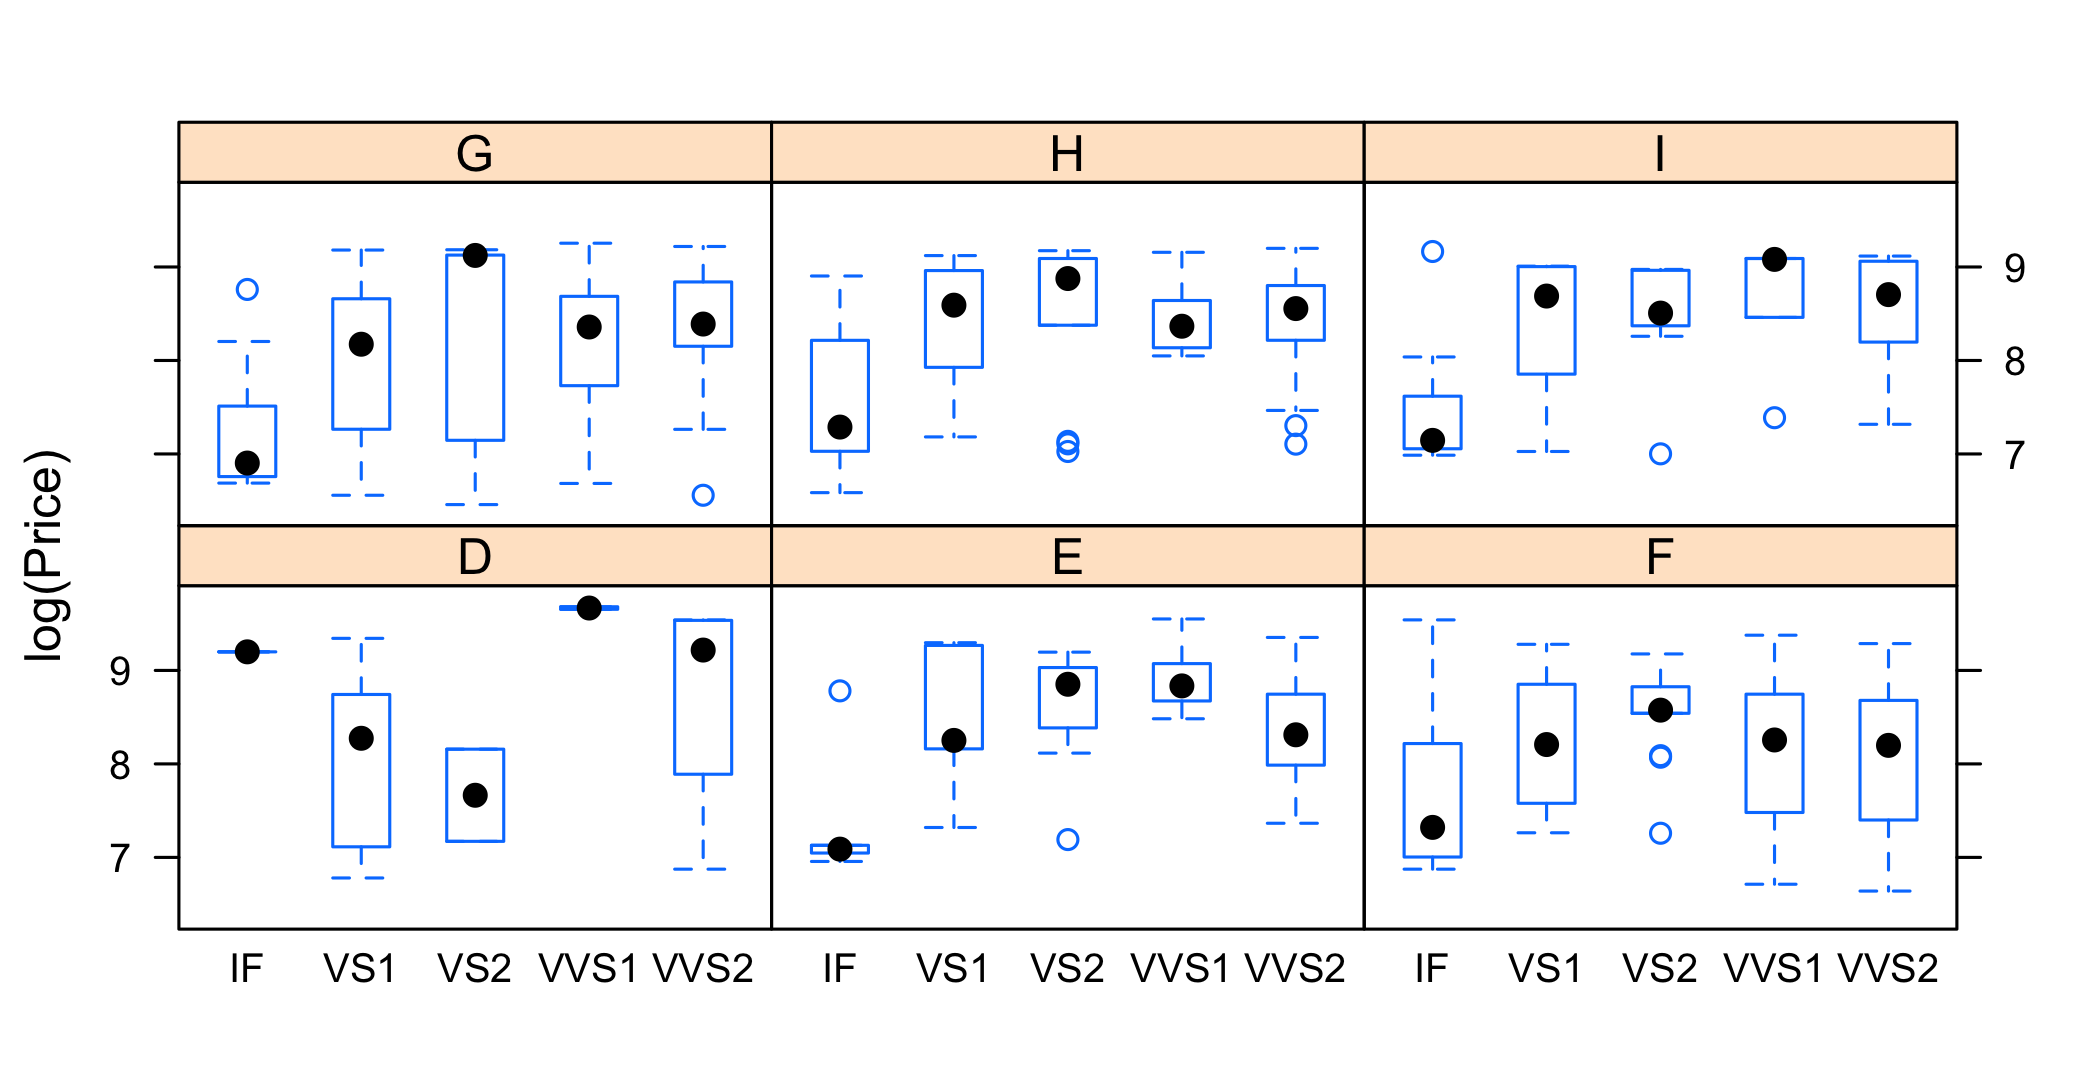 G H I
9
8
7
D E F
log(Price)
9
8
7
IF VS1 VS2 VVS1 VVS2 IF VS1 VS2 VVS1 VVS2 IF VS1 VS2 VVS1 VVS2